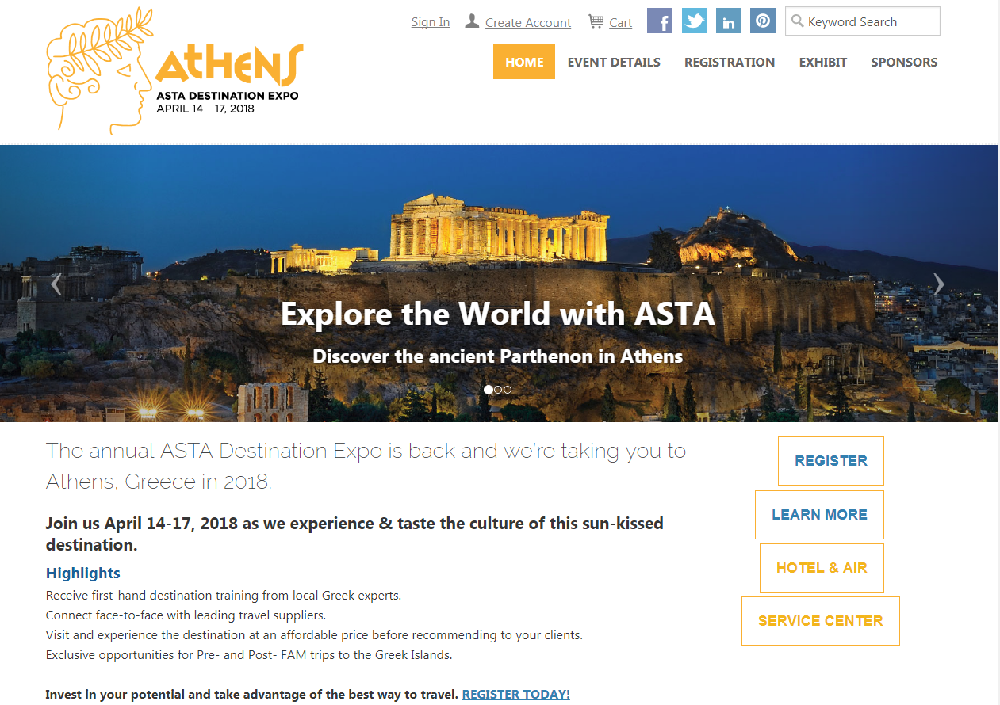 Sign In
Create Account
Cart
Keyword Search
ATHENS
ASTA DESTINATION EXPO
APRIL 14 – 17, 2018
HOME
EVENT DETAILS
REGISTRATION
EXHIBIT
SPONSORS
Explore the World with ASTA
Discover the ancient Parthenon in Athens
The annual ASTA Destination Expo is back and we're taking you to
Athens, Greece in 2018.
Join us April 14-17, 2018 as we experience & taste the culture of this sun-kissed
destination.
Highlights
Receive first-hand destination training from local Greek experts.
Connect face-to-face with leading travel suppliers.
Visit and experience the destination at an affordable price before recommending to your clients.
Exclusive opportunities for Pre- and Post- FAM trips to the Greek Islands.
Invest in your potential and take advantage of the best way to travel. REGISTER TODAY!
REGISTER
LEARN MORE
HOTEL & AIR
SERVICE CENTER